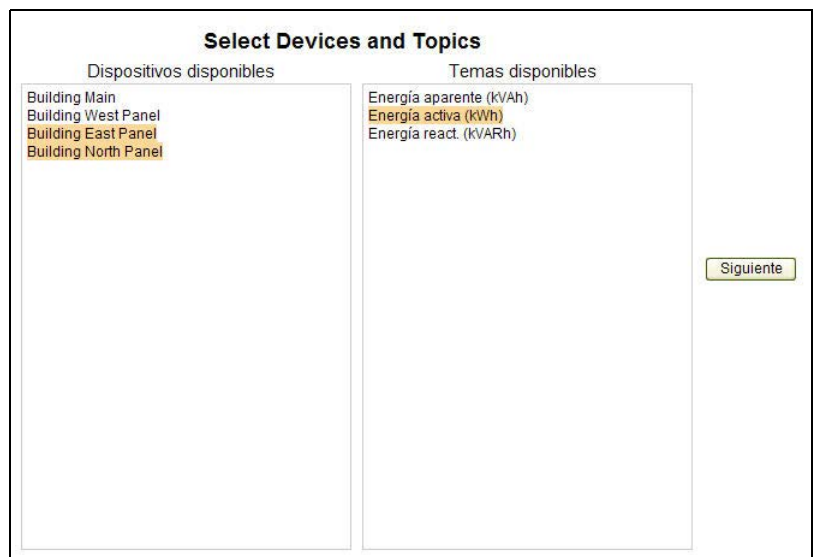 Select Devices and Topics
Dispositivos disponibles
Building Main
Building West Panel
Building East Panel
Building North Panel
Temas disponibles
Energía aparente (kVAh)
Energía activa (kWh)
Energía react. (kVARh)
Siguiente